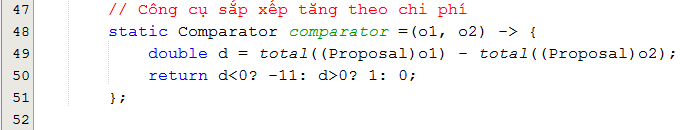 47 // Công cụ sắp xếp tăng theo chi phí
48 static Comparator comparator =(o1, o2) -> {
49 double d = total((Proposal)o1) - total((Proposal)o2);
50 return d<0? -11: d>0? 1: 0;
51 };
52